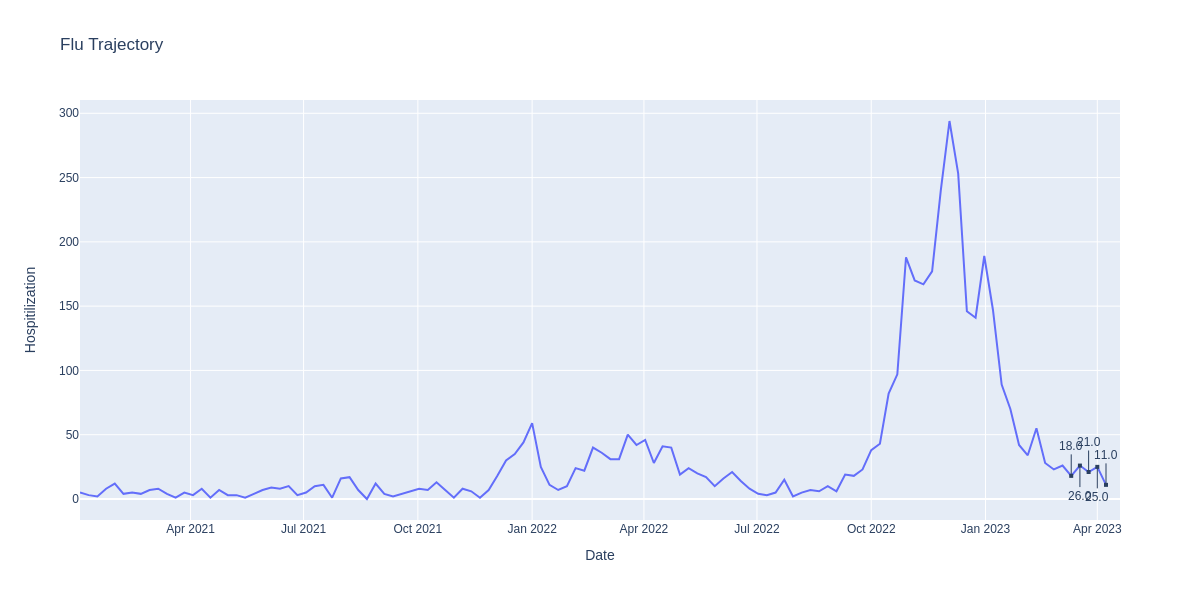 Flu Trajectory
Hospitilization
300
250
200
150
100
50
0
18.0
26.0
21.0
25.0
11.0
Apr 2021
Jul 2021
Oct 2021
Jan 2022
Apr 2022
Jul 2022
Oct 2022
Jan 2023
Apr 2023
Date